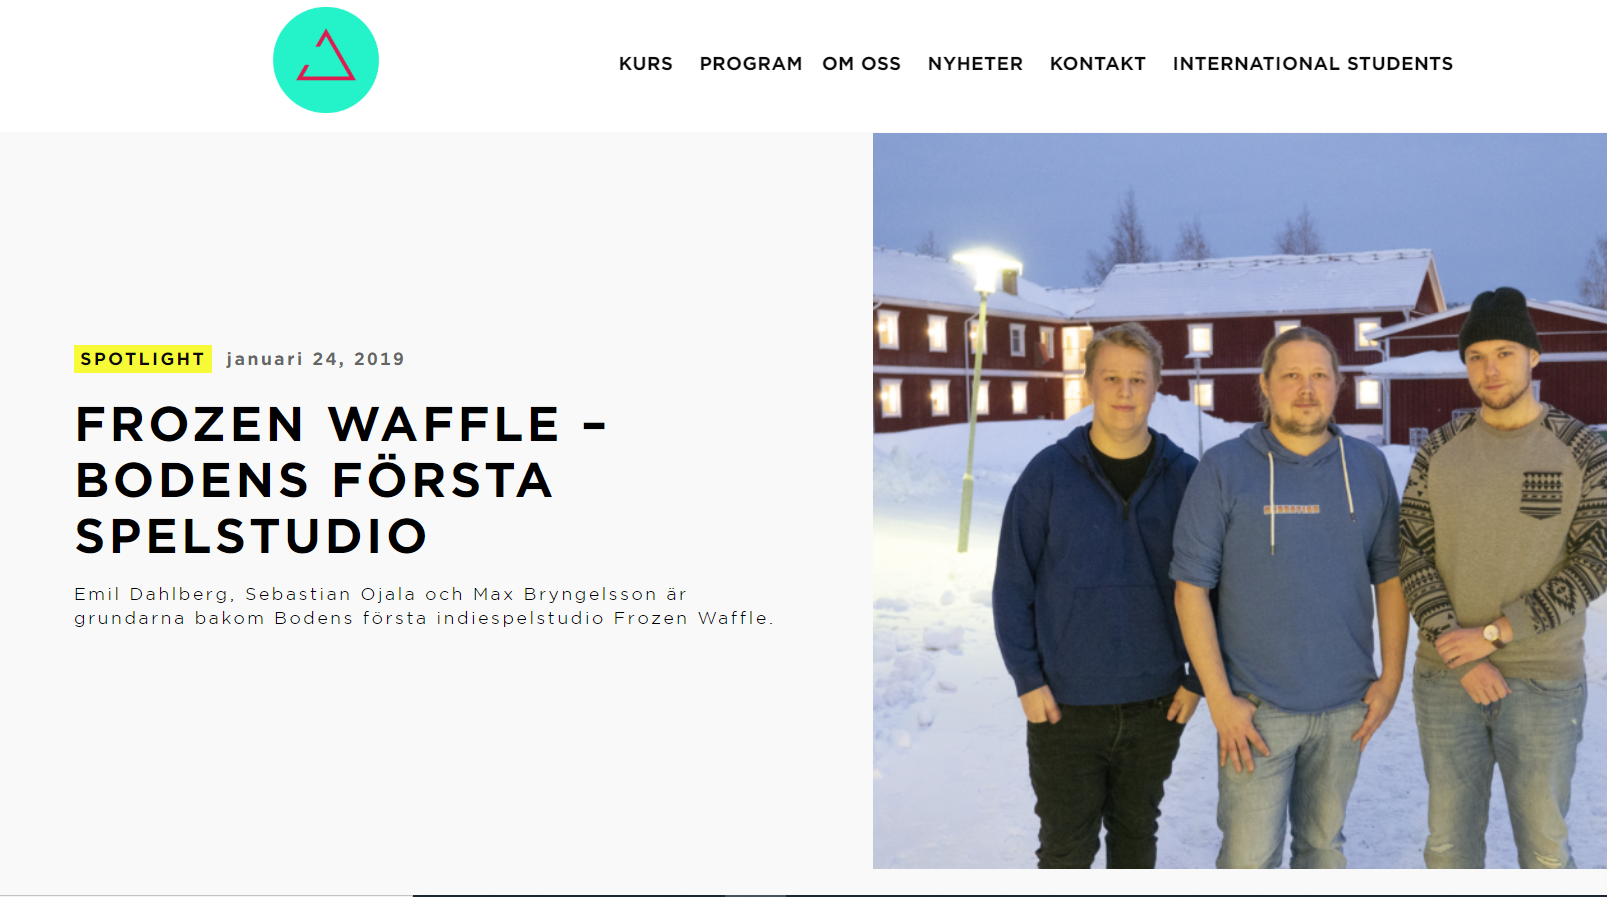 KURS PROGRAM OM OSS NYHETER KONTAKT INTERNATIONAL STUDENTS
SPOTLIGHT januari 24, 2019
FROZEN WAFFLE –
BODENS FÖRSTA
SPELSTUDIO
Emil Dahlberg, Sebastian Ojala och Max Bryngelsson är
grundarna bakom Bodens första indiespelstudio Frozen Waffle.